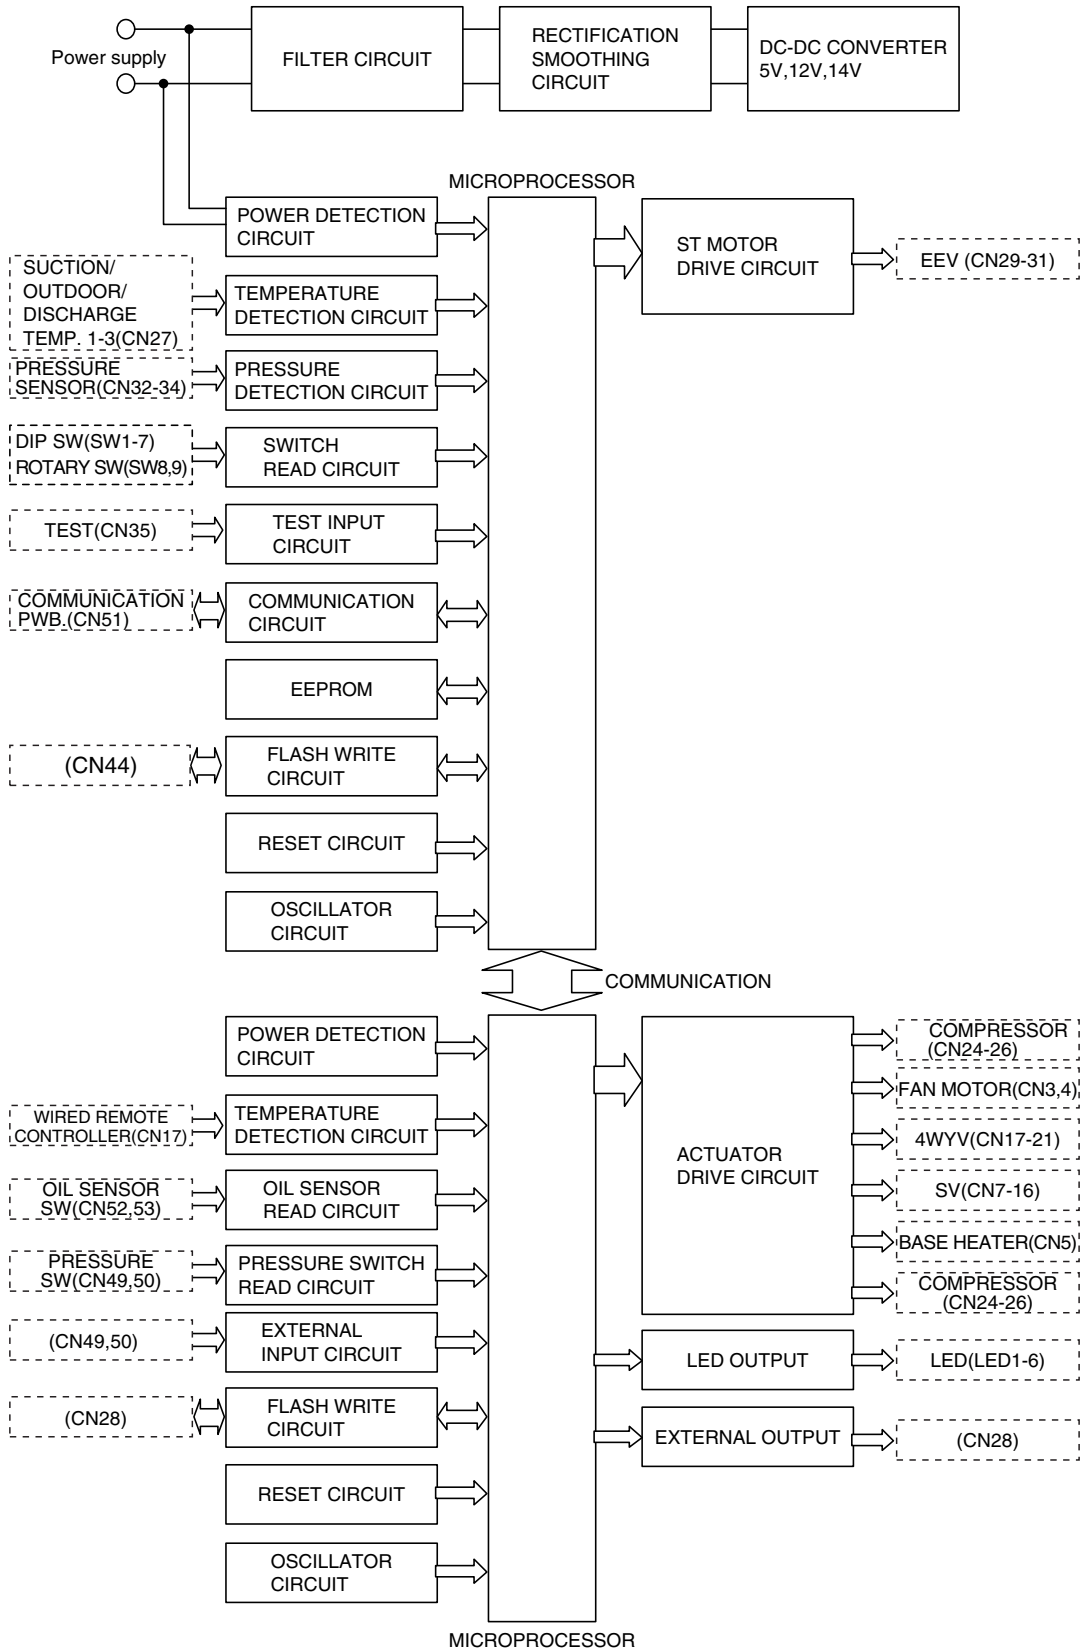 Power supply
FILTER CIRCUIT
RECTIFICATION
SMOOTHING
CIRCUIT
DC-DC CONVERTER
5V,12V,14V
MICROPROCESSOR
POWER DETECTION
CIRCUIT
ST MOTOR
DRIVE CIRCUIT
EEV (CN29-31)
SUCTION/
OUTDOOR/
DISCHARGE
TEMP. 1-3(CN27)
TEMPERATURE
DETECTION CIRCUIT
PRESSURE
SENSOR(CN32-34)
PRESSURE
DETECTION CIRCUIT
DIP SW(SW1-7)
ROTARY SW(SW8,9)
SWITCH
READ CIRCUIT
TEST(CN35)
TEST INPUT
CIRCUIT
COMMUNICATION
PWB.(CN51)
COMMUNICATION
CIRCUIT
EEPROM
(CN44)
FLASH WRITE
CIRCUIT
RESET CIRCUIT
OSCILLATOR
CIRCUIT
COMMUNICATION
POWER DETECTION
CIRCUIT
WIRED REMOTE
CONTROLLER(CN17)
TEMPERATURE
DETECTION CIRCUIT
OIL SENSOR
SW(CN52,53)
OIL SENSOR
READ CIRCUIT
PRESSURE
SW(CN49,50)
PRESSURE SWITCH
READ CIRCUIT
(CN49,50)
EXTERNAL
INPUT CIRCUIT
(CN28)
FLASH WRITE
CIRCUIT
RESET CIRCUIT
OSCILLATOR
CIRCUIT
ACTUATOR
DRIVE CIRCUIT
COMPRESSOR
(CN24-26)
FAN MOTOR(CN3,4)
4WYV(CN17-21)
SV(CN7-16)
BASE HEATER(CN5)
COMPRESSOR
(CN24-26)
LED OUTPUT
LED(LED1-6)
EXTERNAL OUTPUT
(CN28)
MICROPROCESSOR